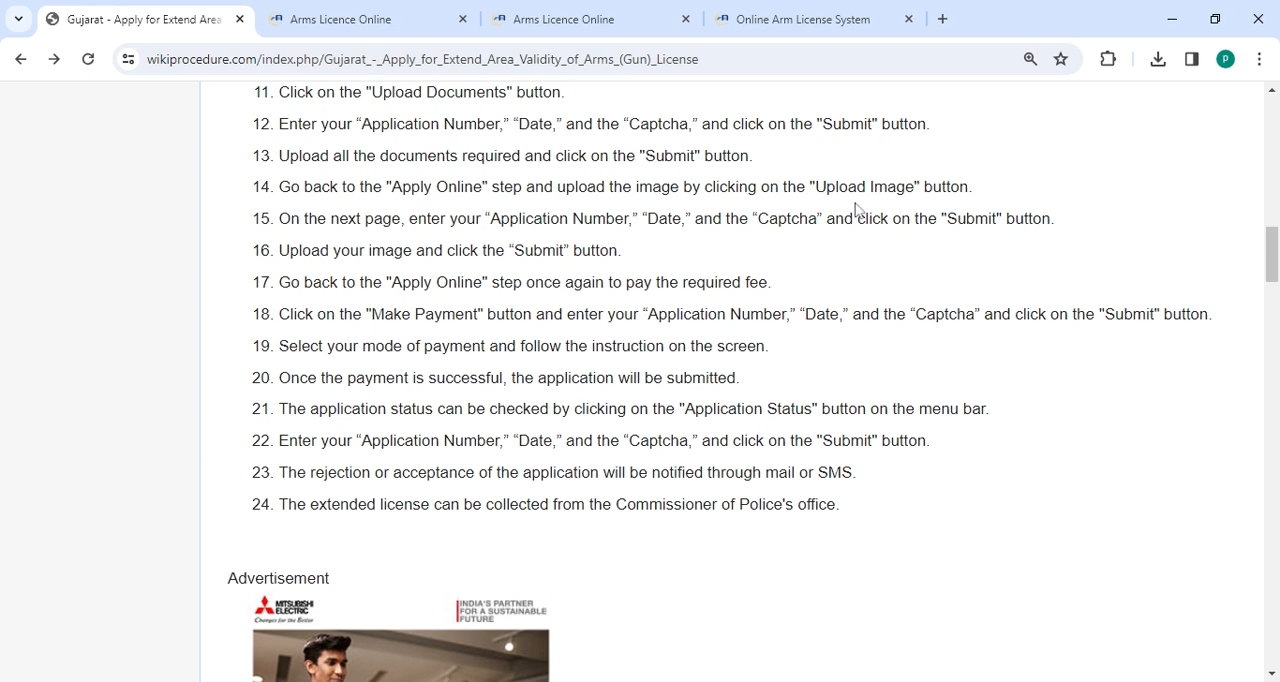 Gujarat - Apply for Extend Area
Arms Licence Online
Arms Licence Online
Online Arm License System
wikiprocedure.com/index.php/Gujarat_-_Apply_for_Extend_Area_Validity_of_Arms_(Gun)_License
P
11. Click on the "Upload Documents" button.
12. Enter your “Application Number,” “Date,” and the “Captcha,” and click on the "Submit" button.
13. Upload all the documents required and click on the "Submit" button.
14. Go back to the "Apply Online" step and upload the image by clicking on the "Upload Image" button.
15. On the next page, enter your “Application Number,” “Date,” and the “Captcha” and click on the "Submit" button.
16. Upload your image and click the “Submit” button.
17. Go back to the "Apply Online" step once again to pay the required fee.
18. Click on the "Make Payment" button and enter your “Application Number,” “Date,” and the “Captcha” and click on the "Submit" button.
19. Select your mode of payment and follow the instruction on the screen.
20. Once the payment is successful, the application will be submitted.
21. The application status can be checked by clicking on the "Application Status" button on the menu bar.
22. Enter your “Application Number,” “Date,” and the “Captcha,” and click on the "Submit" button.
23. The rejection or acceptance of the application will be notified through mail or SMS.
24. The extended license can be collected from the Commissioner of Police's office.
Advertisement
MITSUBISHI
ELECTRIC
Changes for the Better
INDIA'S PARTNER
FOR A SUSTAINABLE
FUTURE